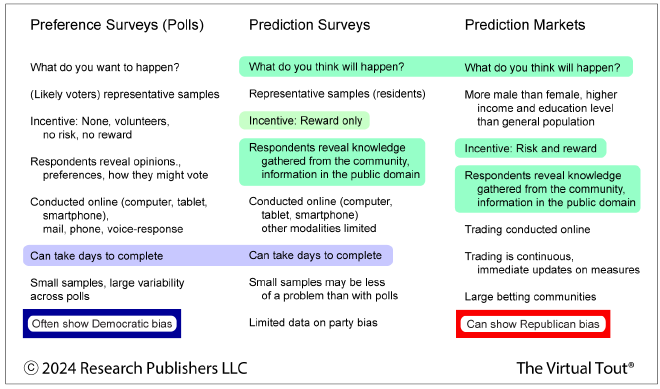 Preference Surveys (Polls)
What do you want to happen?
(Likely voters) representative samples
Incentive: None, volunteers,
no risk, no reward
Respondents reveal opinions.,
preferences, how they might vote
Conducted online (computer, tablet,
smartphone),
mail, phone, voice-response
Can take days to complete
Small samples, large variability
across polls
Often show Democratic bias
Prediction Surveys
What do you think will happen?
Representative samples (residents)
Incentive: Reward only
Respondents reveal knowledge
gathered from the community,
information in the public domain
Conducted online (computer,
tablet, smartphone)
other modalities limited
Can take days to complete
Small samples may be less
of a problem than with polls
Limited data on party bias
Prediction Markets
What do you think will happen?
More male than female, higher
income and education level
than general population
Incentive: Risk and reward
Respondents reveal knowledge
gathered from the community,
information in the public domain
Trading conducted online
Trading is continuous,
immediate updates on measures
Large betting communities
Can show Republican bias
© 2024 Research Publishers LLC
The Virtual Tout®